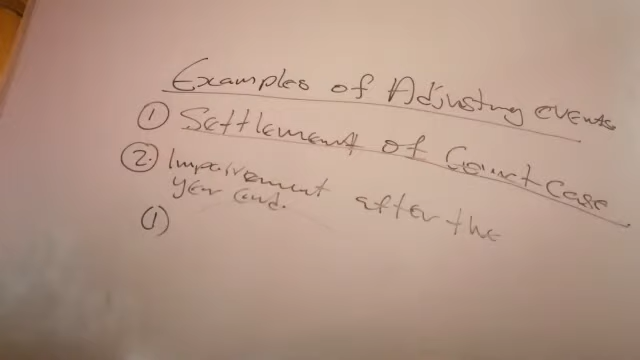 Examples of Adjusting events
① Settlement of Court case
②. Impairment after the
year end.
①